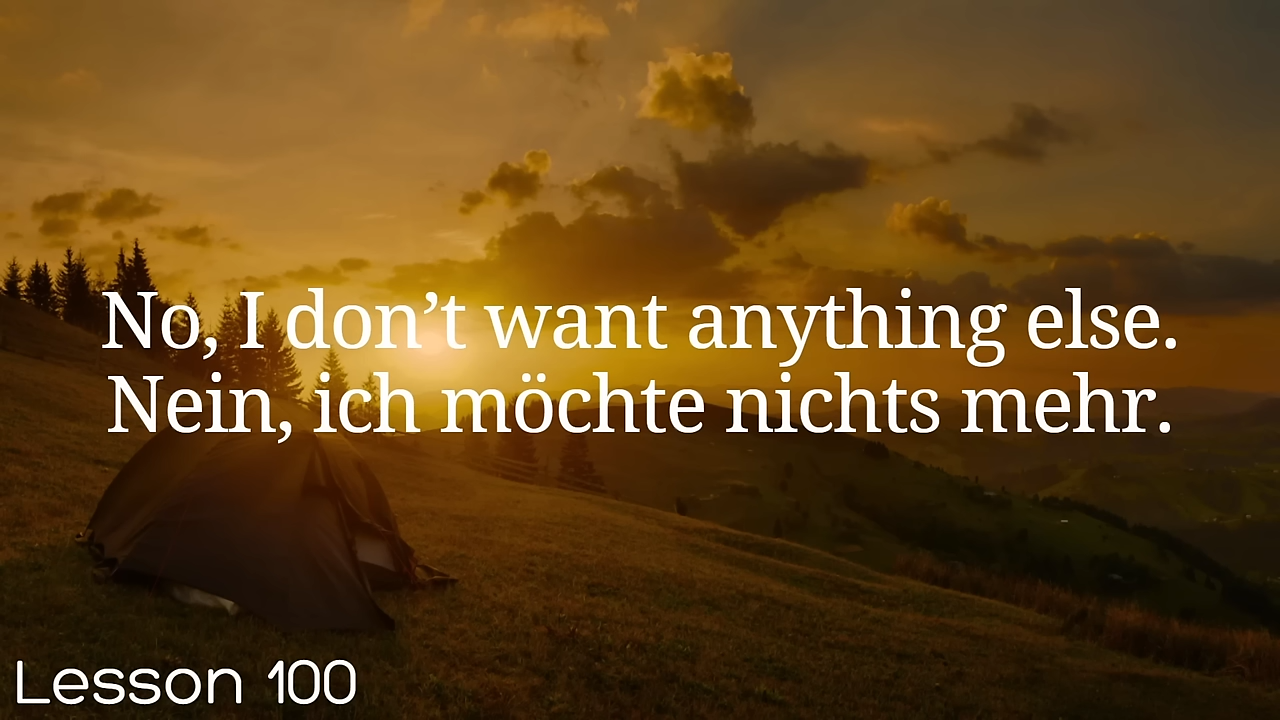 No, I don’t want anything else.
Nein, ich möchte nichts mehr.
Lesson 100